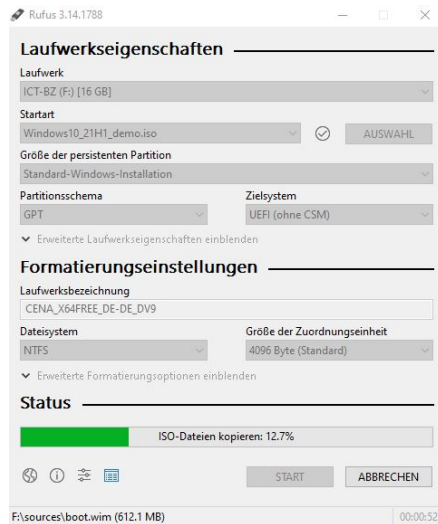 Rufus 3.14.1788
Laufwerkseigenschaften
Laufwerk
ICT-BZ (F:) [16 GB]
Startart
Windows10_21H1_demo.iso
AUSWAHL
Größe der persistenten Partition
Standard-Windows-Installation
Partitionsschema
Zielsystem
GPT
UEFI (ohne CSM)
Erweiterte Laufwerkseigenschaften einblenden
Formatierungseinstellungen
Laufwerksbezeichnung
CENA_X64FREE_DE-DE_DV9
Dateisystem
Größe der Zuordnungseinheit
NTFS
4096 Byte (Standard)
Erweiterte Formatierungsoptionen einblenden
Status
ISO-Dateien kopieren: 12.7%
START
ABBRECHEN
F:\sources\boot.wim (612.1 MB)
00:00:52